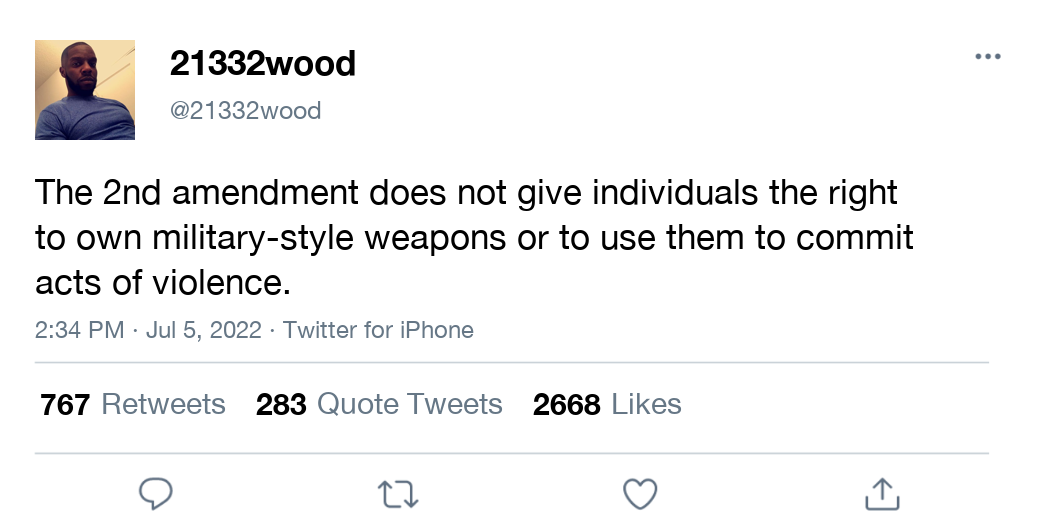 21332wood
@21332wood
The 2nd amendment does not give individuals the right
to own military-style weapons or to use them to commit
acts of violence.
2:34 PM · Jul 5, 2022 · Twitter for iPhone
767 Retweets 283 Quote Tweets 2668 Likes